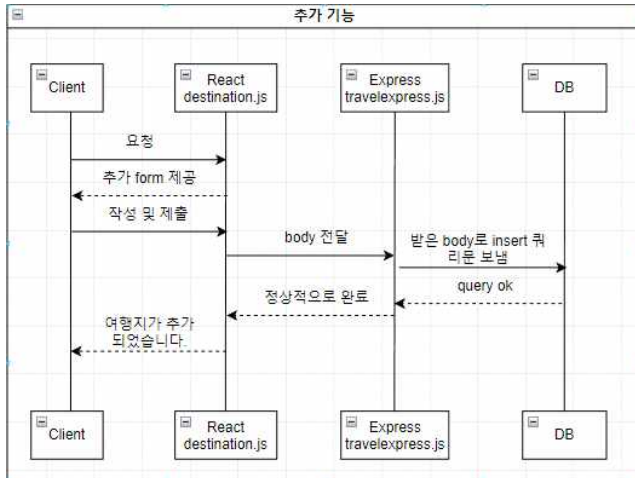 추가 기능
Client
React
destination.js
Express
travelexpress.js
DB
요청
추가 form 제공
작성 및 제출
body 전달
받은 body로 insert 쿼
리문 보냄
query ok
정상적으로 완료
여행지가 추가
되었습니다.
Client
React
destination.js
Express
travelexpress.js
DB